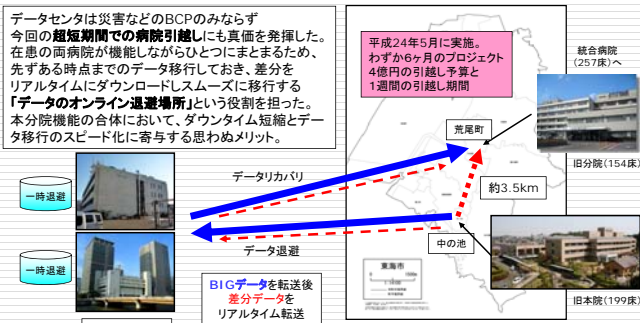 データセンタは災害などのBCPのみならず
今回の超短期間での病院引越しにも真価を発揮した。
在患の両病院が機能しながらひとつにまとまるため、
先ずある時点までのデータ移行しておき、差分を
リアルタイムにダウンロードしスムーズに移行する
「データのオンライン退避場所」という役割を担った。
本分院機能の合体において、ダウンタイム短縮とデー
タ移行のスピード化に寄与する思わぬメリット。
平成24年5月に実施。
わずか6ヶ月のプロジェクト
4億円の引越し予算と
1週間の引越し期間
統合病院
(257床)へ
荒尾町
旧分院(154床)
データリカバリ
一時退避
約3.5km
データ退避
中の池
一時退避
東海市
BIGデータを転送後
差分データを
リアルタイム転送
旧本院(199床)